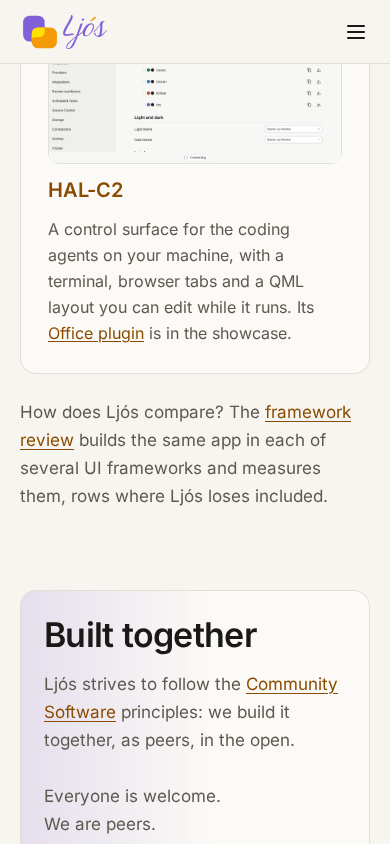 Ljós
Light and dark
HAL-C2
A control surface for the coding
agents on your machine, with a
terminal, browser tabs and a QML
layout you can edit while it runs. Its
Office plugin is in the showcase.
How does Ljós compare? The framework
review builds the same app in each of
several UI frameworks and measures
them, rows where Ljós loses included.
Built together
Ljós strives to follow the Community
Software principles: we build it
together, as peers, in the open.
Everyone is welcome.
We are peers.